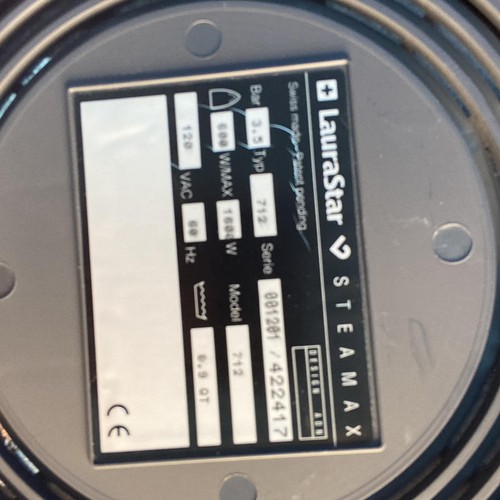 LauraStar STEAMAX
Swiss made-Patent pending
DESIGN ADN
Bar 3.5 Typ 712 Serie 001201 / 422417
600 W/MAX 1600 W Model 712
120 VAC 60 Hz 0.9 QT
CE